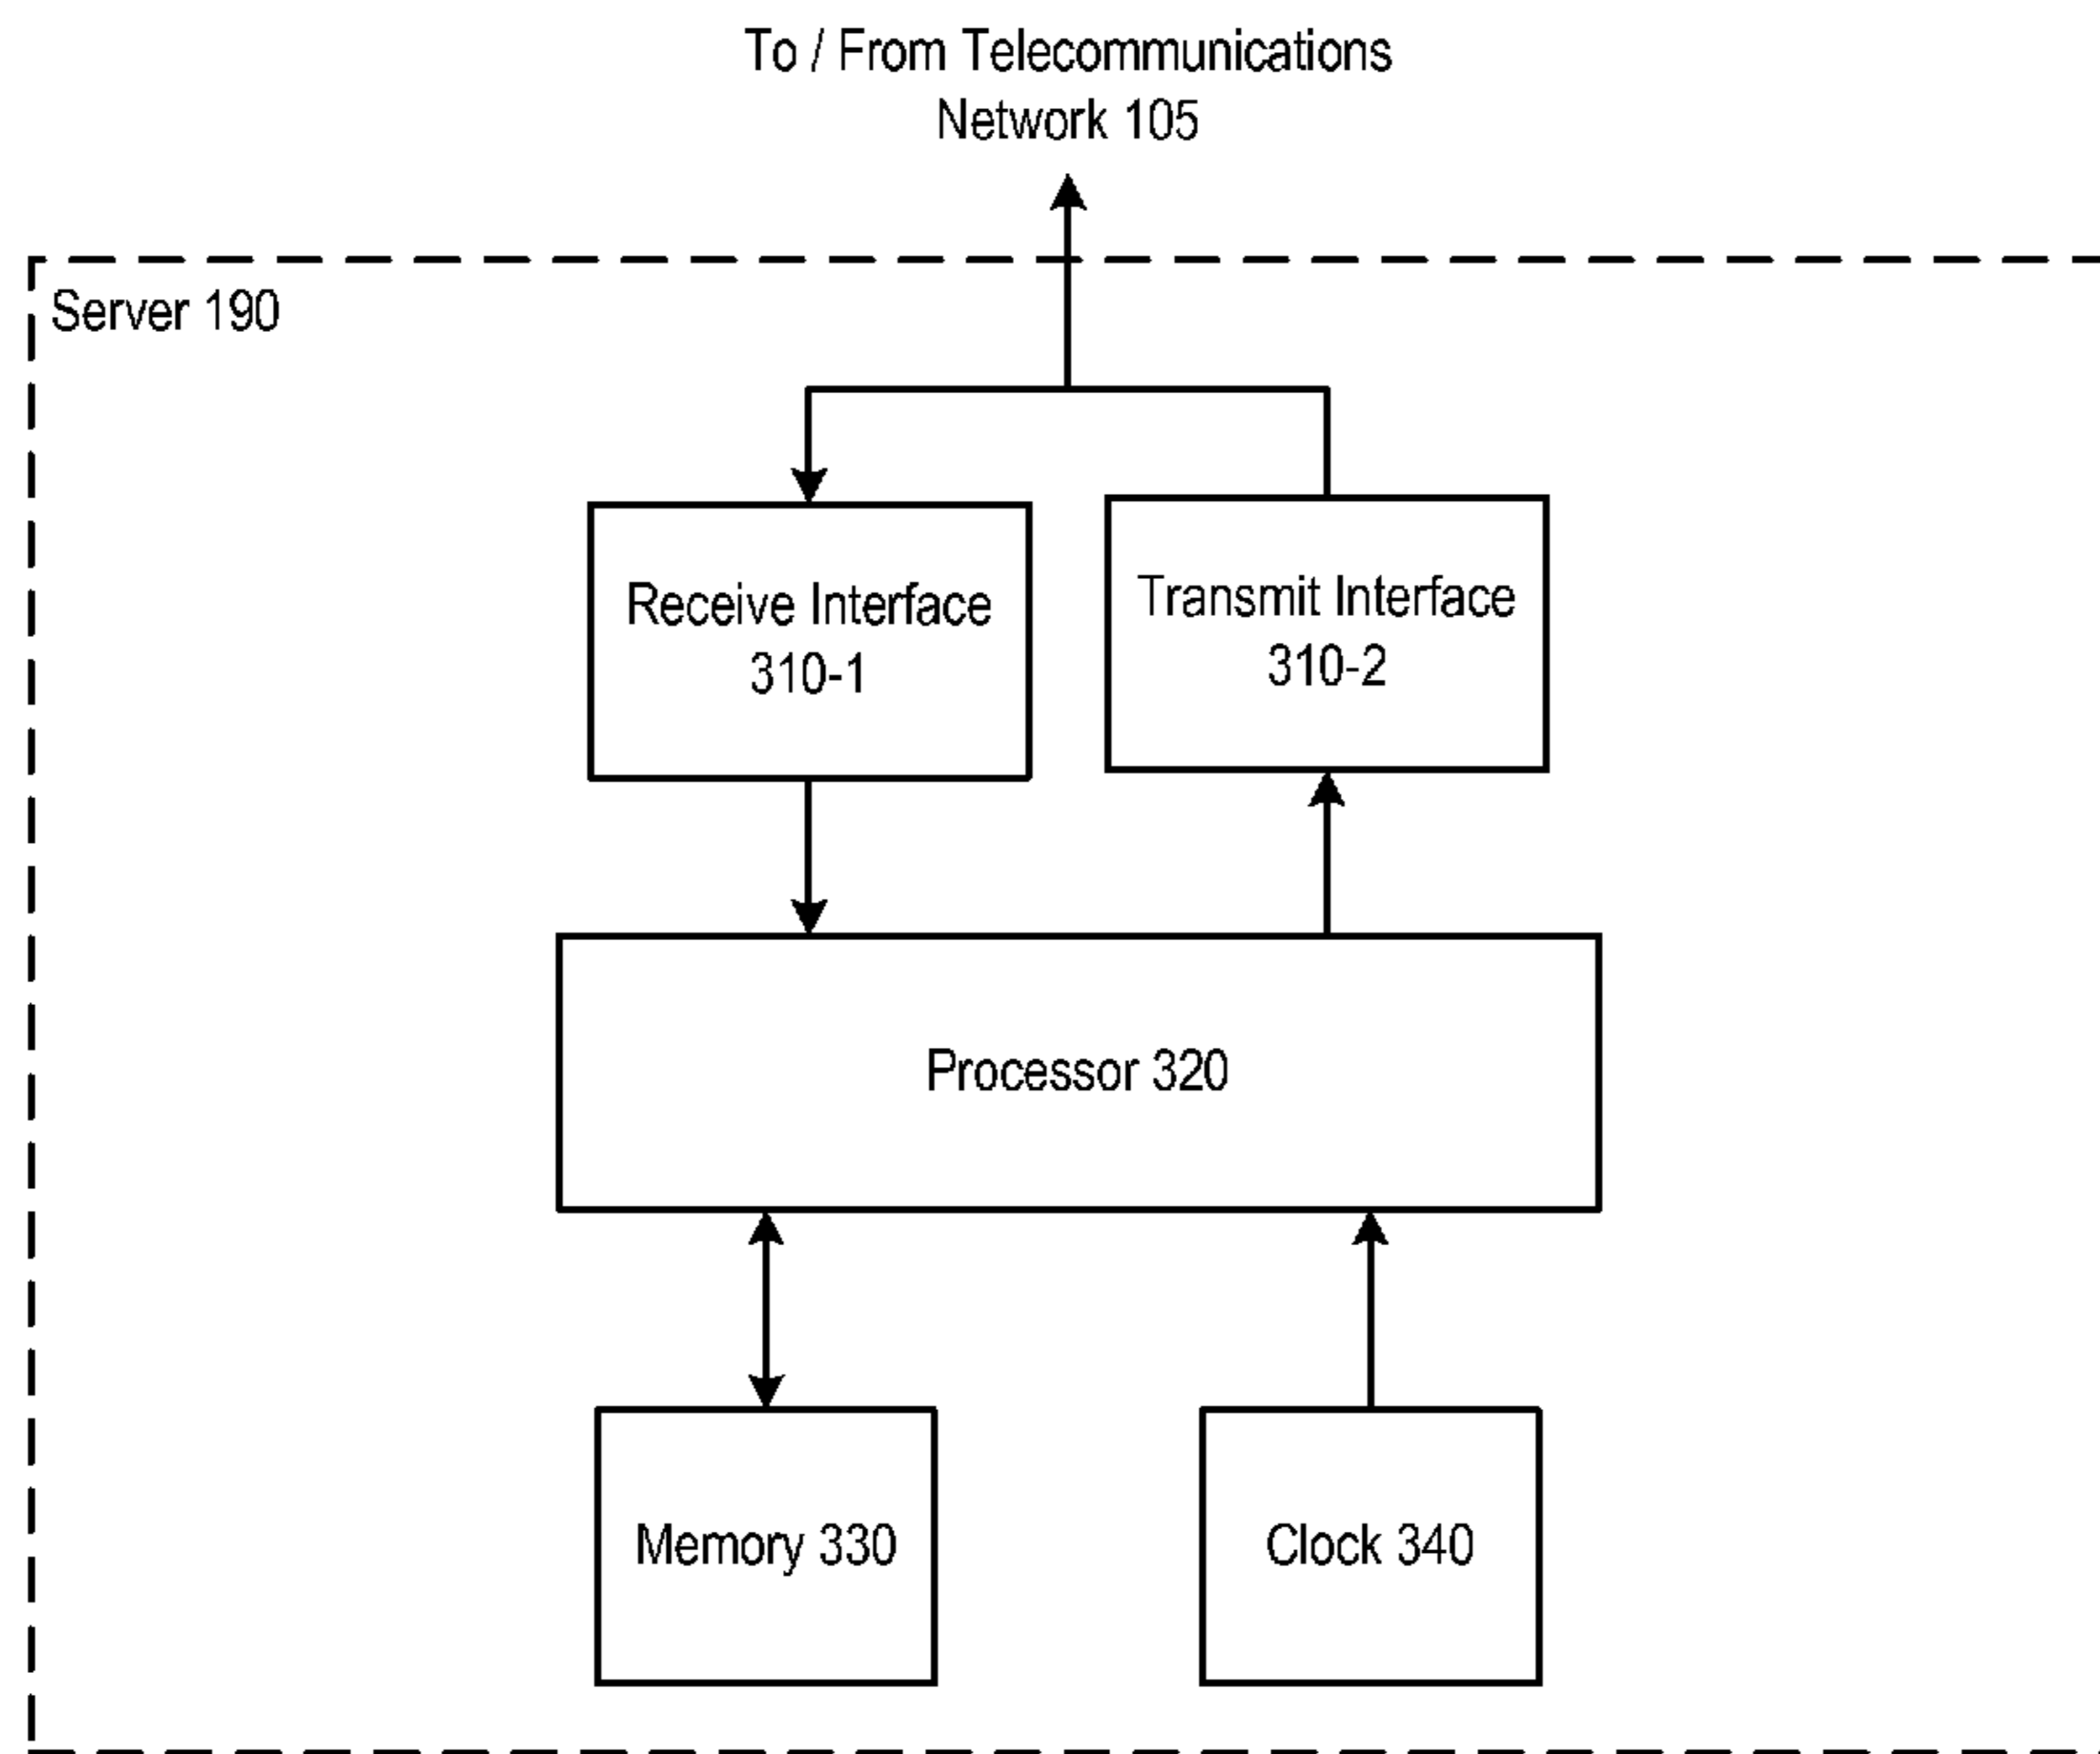 To / From Telecommunications
Network 105
Server 190
Receive Interface
310-1
Transmit Interface
310-2
Processor 320
Memory 330
Clock 340